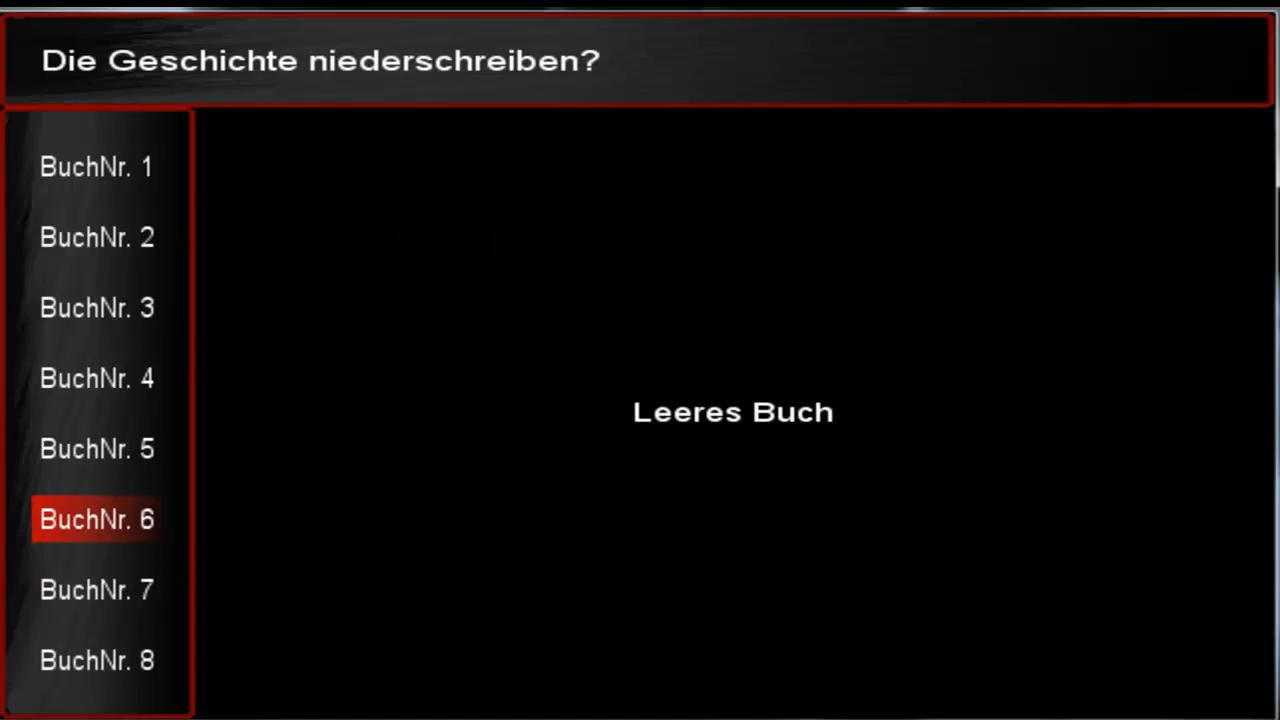 Die Geschichte niederschreiben?
BuchNr. 1
BuchNr. 2
BuchNr. 3
BuchNr. 4
BuchNr. 5
BuchNr. 6
BuchNr. 7
BuchNr. 8
Leeres Buch